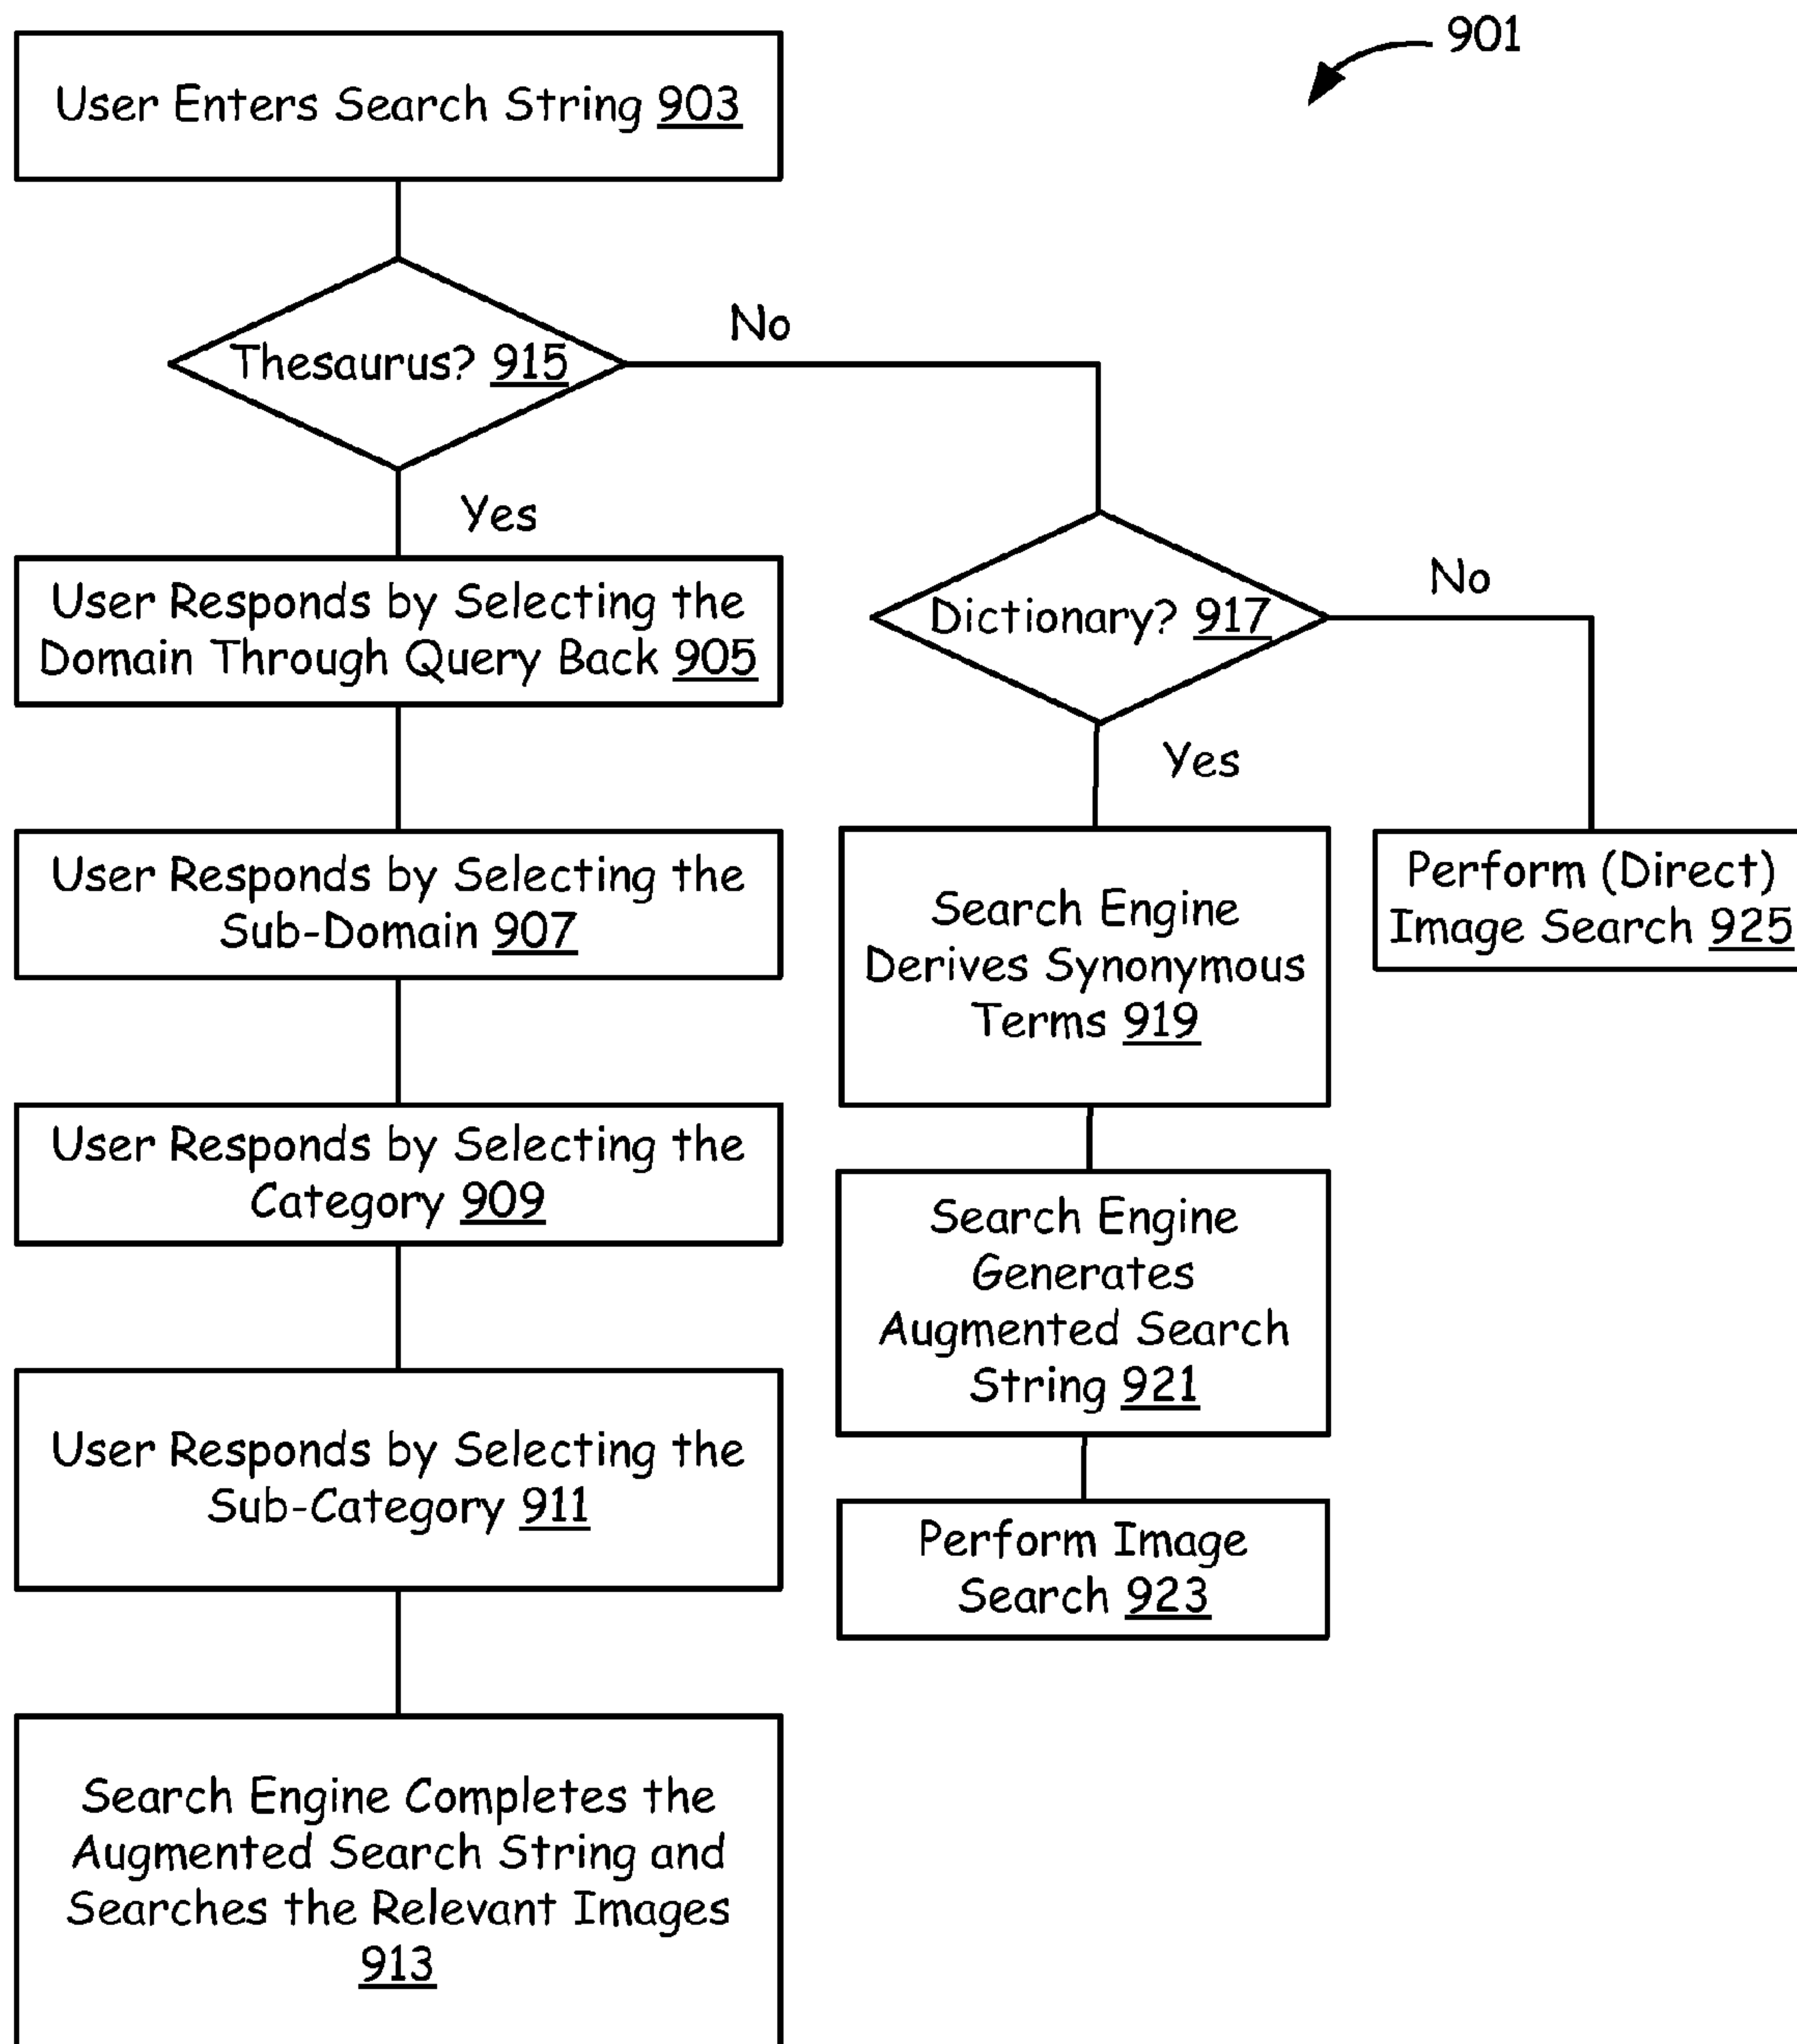 901
User Enters Search String 903
Thesaurus? 915
No
Yes
User Responds by Selecting the
Domain Through Query Back 905
User Responds by Selecting the
Sub-Domain 907
User Responds by Selecting the
Category 909
User Responds by Selecting the
Sub-Category 911
Search Engine Completes the
Augmented Search String and
Searches the Relevant Images
913
Dictionary? 917
No
Yes
Search Engine
Derives Synonymous
Terms 919
Search Engine
Generates
Augmented Search
String 921
Perform Image
Search 923
Perform (Direct)
Image Search 925